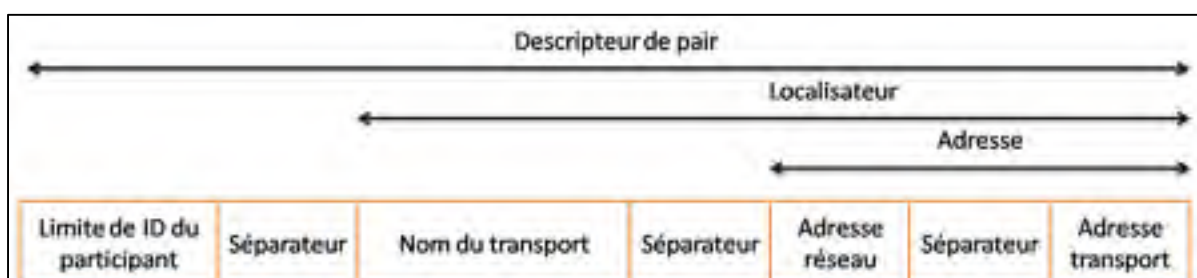 Descripteur de pair
Localisateur
Adresse
Limite de ID du participant
Séparateur
Nom du transport
Séparateur
Adresse réseau
Séparateur
Adresse transport